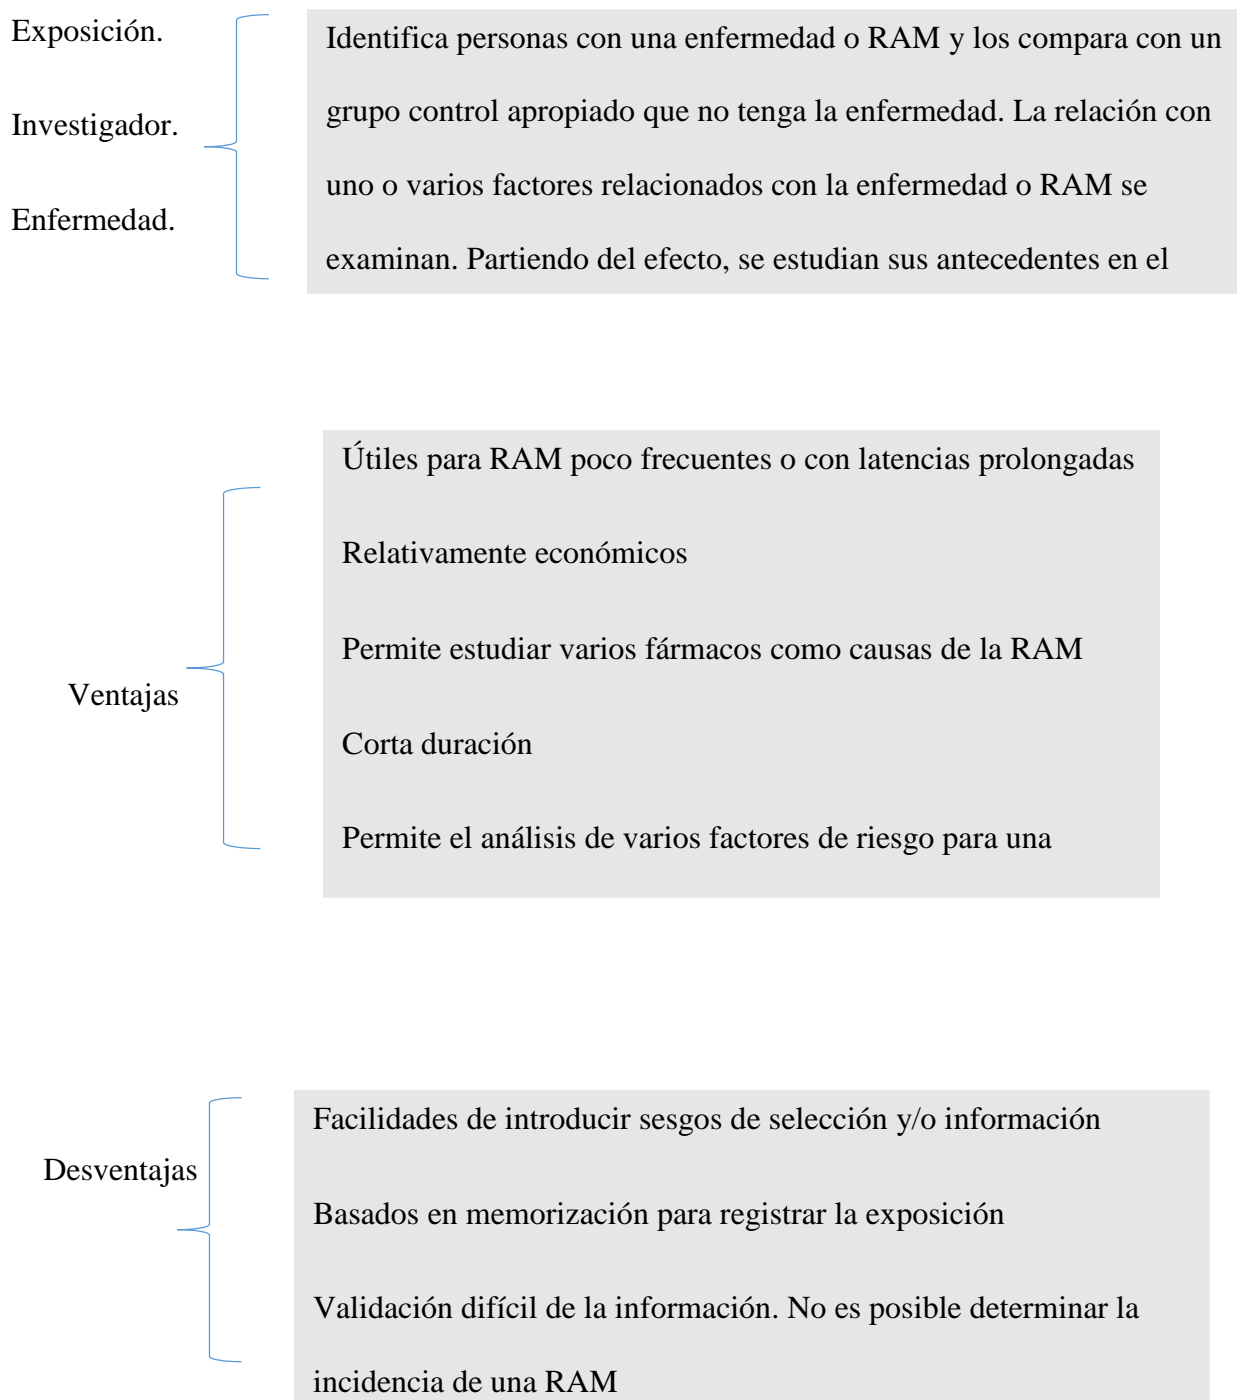 Exposición.
Investigador.
Enfermedad.
Identifica personas con una enfermedad o RAM y los compara con un
grupo control apropiado que no tenga la enfermedad. La relación con
uno o varios factores relacionados con la enfermedad o RAM se
examinan. Partiendo del efecto, se estudian sus antecedentes en el
Ventajas
Útiles para RAM poco frecuentes o con latencias prolongadas
Relativamente económicos
Permite estudiar varios fármacos como causas de la RAM
Corta duración
Permite el análisis de varios factores de riesgo para una
Desventajas
Facilidades de introducir sesgos de selección y/o información
Basados en memorización para registrar la exposición
Validación difícil de la información. No es posible determinar la
incidencia de una RAM